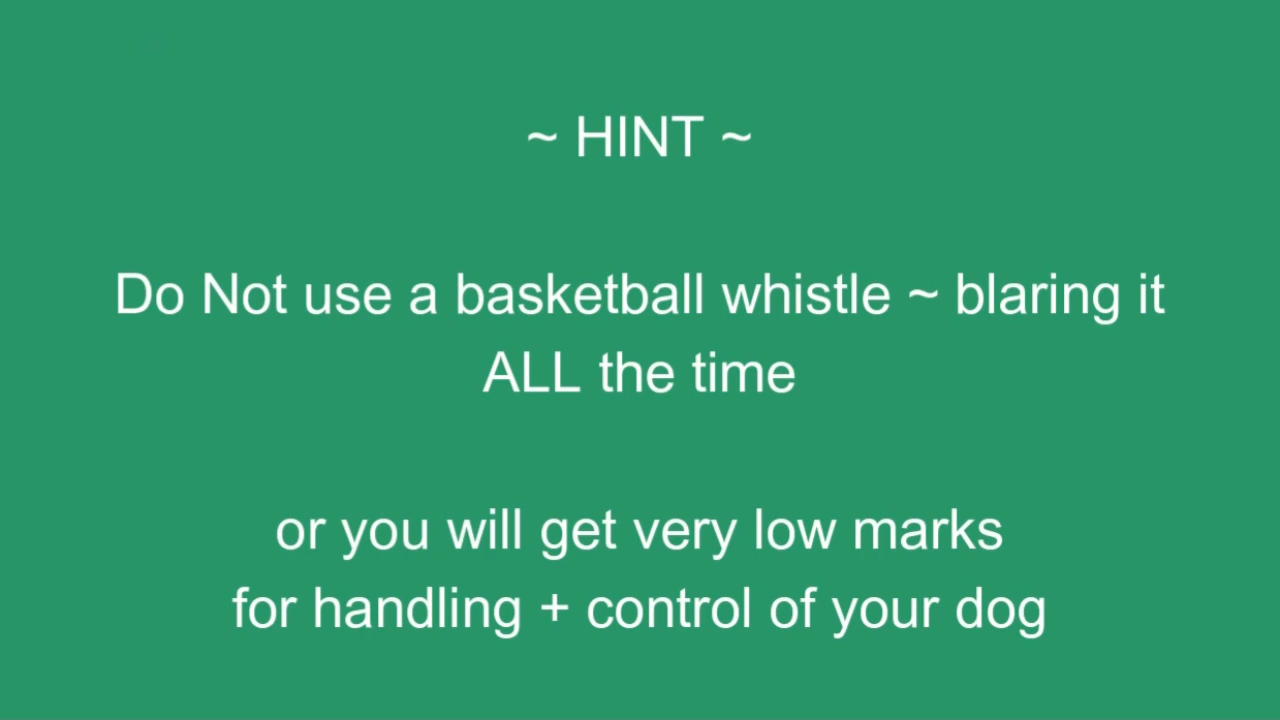 ~ HINT ~
Do Not use a basketball whistle ~ blaring it
ALL the time
or you will get very low marks
for handling + control of your dog